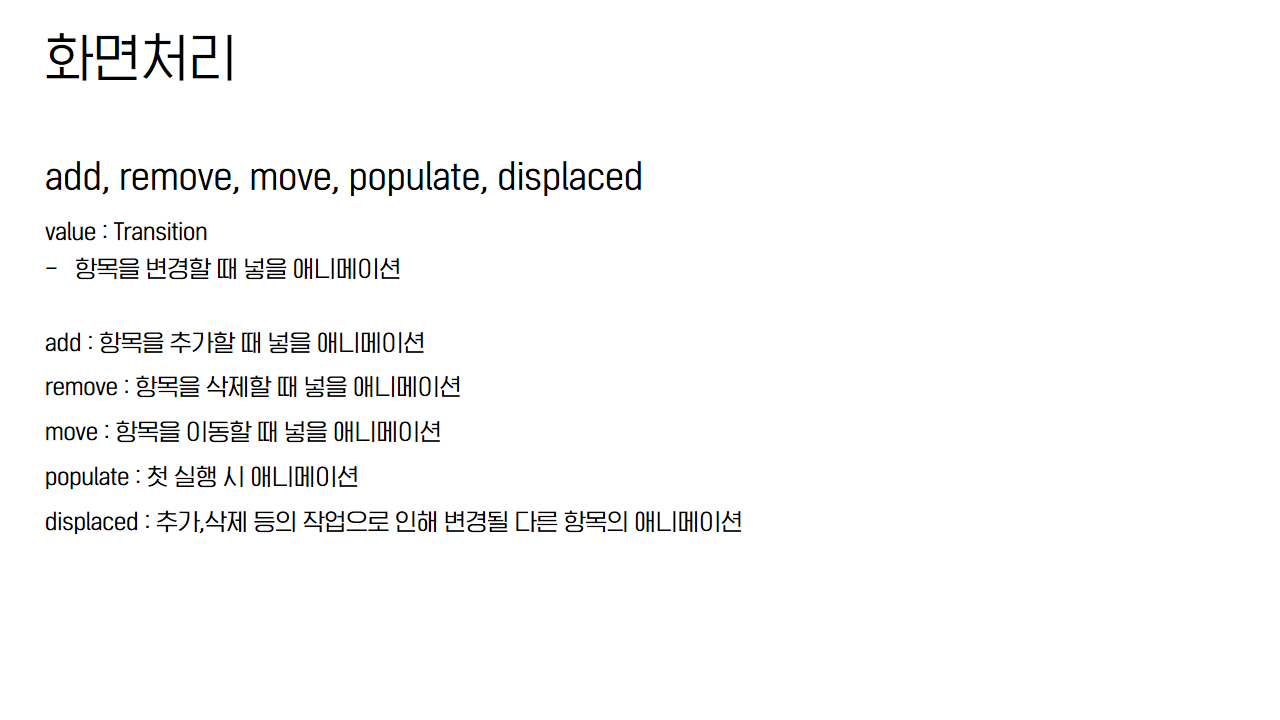 화면처리
add, remove, move, populate, displaced
value : Transition
- 항목을 변경할 때 넣을 애니메이션
add : 항목을 추가할 때 넣을 애니메이션
remove : 항목을 삭제할 때 넣을 애니메이션
move : 항목을 이동할 때 넣을 애니메이션
populate : 첫 실행 시 애니메이션
displaced : 추가,삭제 등의 작업으로 인해 변경될 다른 항목의 애니메이션